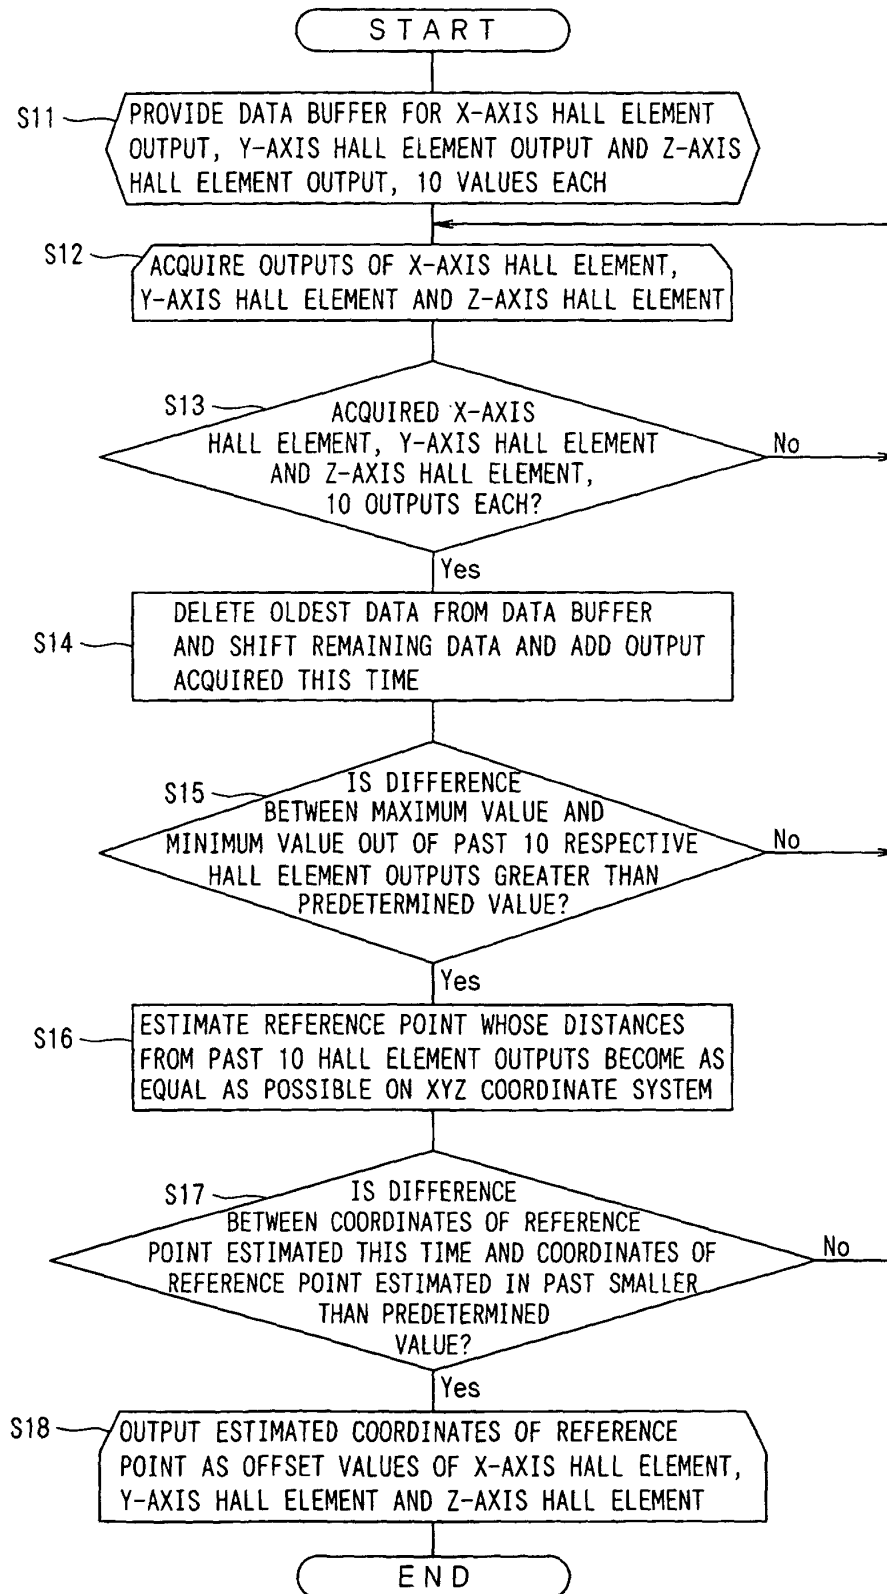 START
S11
PROVIDE DATA BUFFER FOR X-AXIS HALL ELEMENT
OUTPUT, Y-AXIS HALL ELEMENT OUTPUT AND Z-AXIS
HALL ELEMENT OUTPUT, 10 VALUES EACH
S12
ACQUIRE OUTPUTS OF X-AXIS HALL ELEMENT,
Y-AXIS HALL ELEMENT AND Z-AXIS HALL ELEMENT
S13
ACQUIRED X-AXIS
HALL ELEMENT, Y-AXIS HALL ELEMENT
AND Z-AXIS HALL ELEMENT,
10 OUTPUTS EACH?
No
Yes
S14
DELETE OLDEST DATA FROM DATA BUFFER
AND SHIFT REMAINING DATA AND ADD OUTPUT
ACQUIRED THIS TIME
S15
IS DIFFERENCE
BETWEEN MAXIMUM VALUE AND
MINIMUM VALUE OUT OF PAST 10 RESPECTIVE
HALL ELEMENT OUTPUTS GREATER THAN
PREDETERMINED VALUE?
No
Yes
S16
ESTIMATE REFERENCE POINT WHOSE DISTANCES
FROM PAST 10 HALL ELEMENT OUTPUTS BECOME AS
EQUAL AS POSSIBLE ON XYZ COORDINATE SYSTEM
S17
IS DIFFERENCE
BETWEEN COORDINATES OF REFERENCE
POINT ESTIMATED THIS TIME AND COORDINATES OF
REFERENCE POINT ESTIMATED IN PAST SMALLER
THAN PREDETERMINED
VALUE?
No
Yes
S18
OUTPUT ESTIMATED COORDINATES OF REFERENCE
POINT AS OFFSET VALUES OF X-AXIS HALL ELEMENT,
Y-AXIS HALL ELEMENT AND Z-AXIS HALL ELEMENT
END